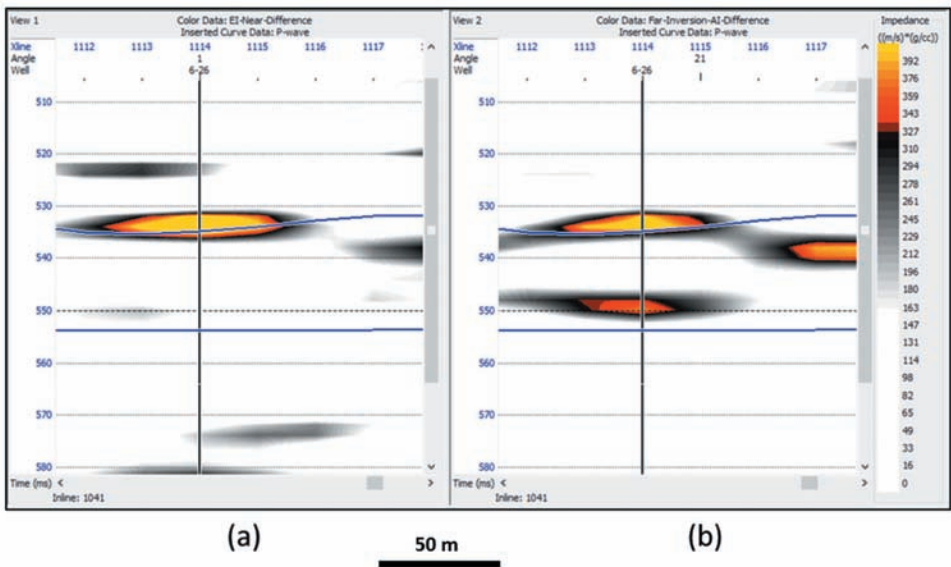 View 1
Color Data: EI-Near-Difference
Inserted Curve Data: P-wave
Xline 1112 1113 1114 1115 1116 1117
Angle 1
Well 6-26
510
520
530
540
550
560
570
580
Time (ms) < >
Inline: 1041
View 2
Color Data: Far-Inversion-AI-Difference
Inserted Curve Data: P-wave
Xline 1112 1113 1114 1115 1116 1117
Angle 21
Well 6-26
510
520
530
540
550
560
570
580
Time (ms) < >
Inline: 1041
Impedance
((m/s)*(g/cc))
392
376
359
343
327
310
294
278
261
245
229
212
196
180
163
147
131
114
98
82
65
49
33
16
0
(a)
(b)
50 m